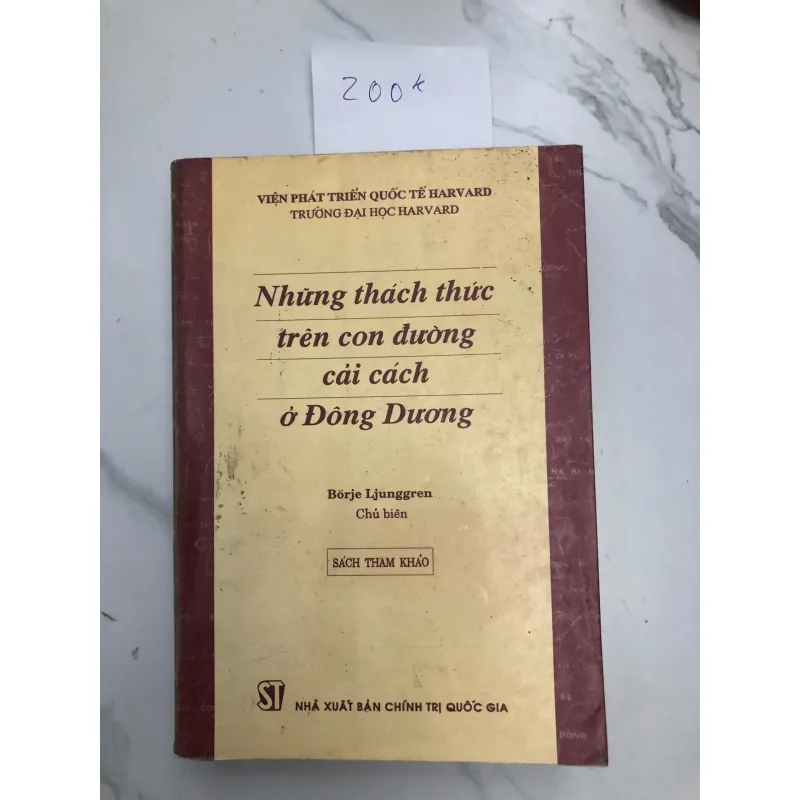 200k
VIỆN PHÁT TRIỂN QUỐC TẾ HARVARD
TRƯỜNG ĐẠI HỌC HARVARD
Những thách thức
trên con đường
cải cách
ở Đông Dương
Börje Ljunggren
Chủ biên
SÁCH THAM KHẢO
ST NHÀ XUẤT BẢN CHÍNH TRỊ QUỐC GIA